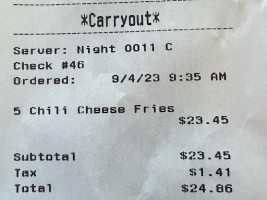 *Carryout*
Server: Night 0011 C
Check #46
Ordered: 9/4/23 9:35 AM
5 Chili Cheese Fries
$23.45
Subtotal $23.45
Tax $1.41
Total $24.86